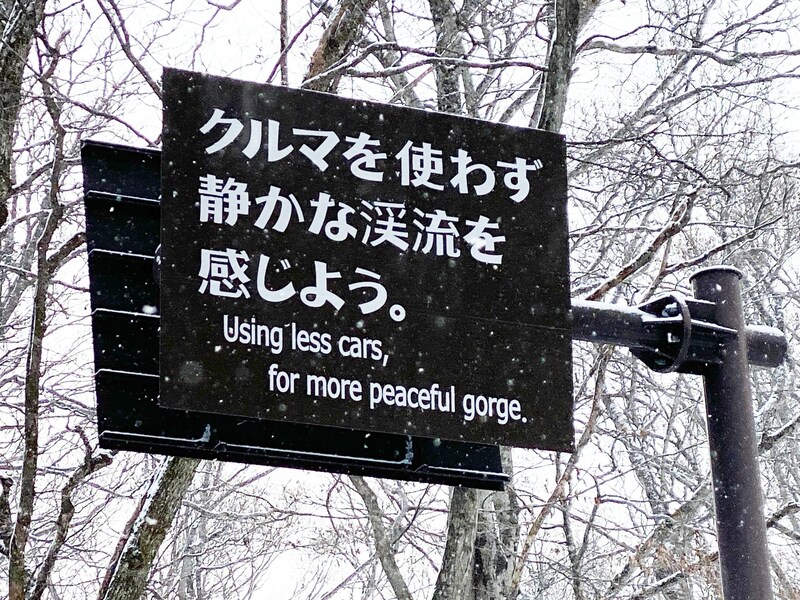 クルマを使わず
静かな渓流を
感じよう。
Using less cars,
for more peaceful gorge.